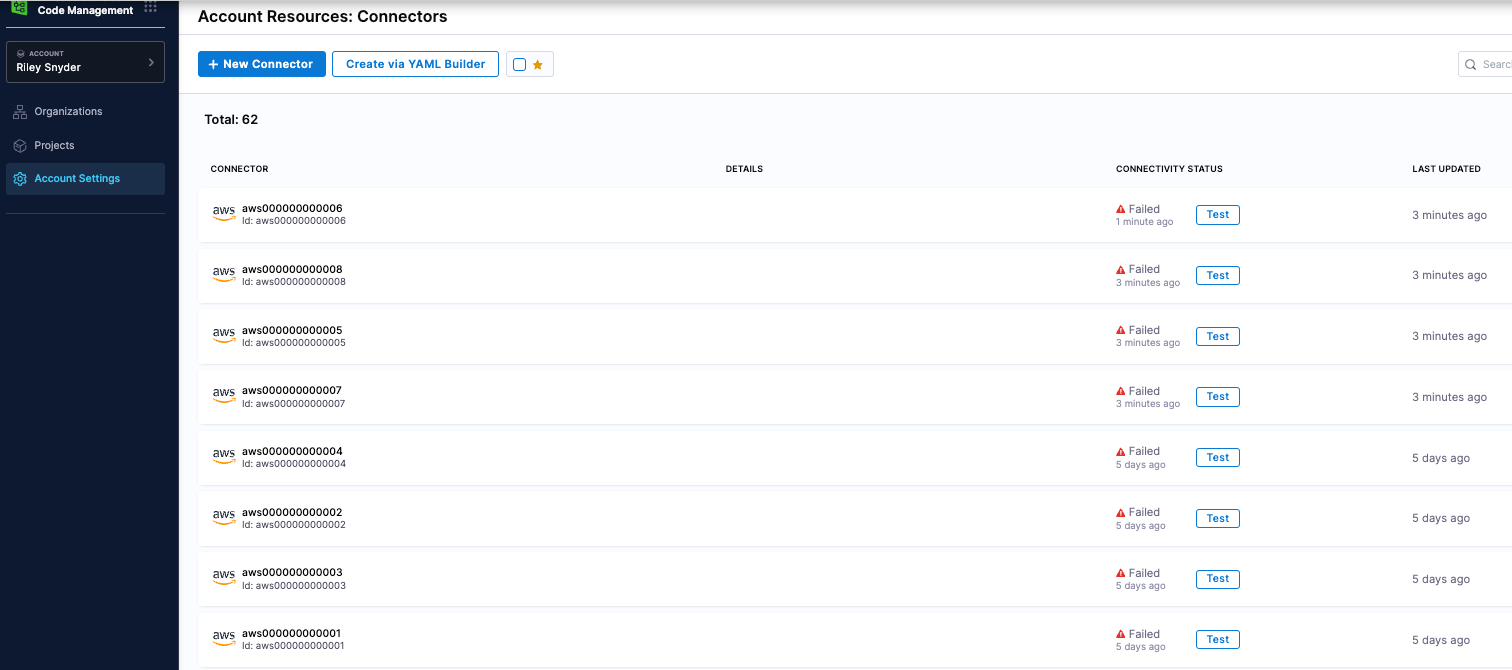 Code Management
Account Resources: Connectors
ACCOUNT
Riley Snyder
Organizations
Projects
Account Settings
+ New Connector
Create via YAML Builder
Search
Total: 62
CONNECTOR DETAILS CONNECTIVITY STATUS LAST UPDATED
aws aws000000000006 Failed Test 3 minutes ago
Id: aws000000000006 1 minute ago
aws aws000000000008 Failed Test 3 minutes ago
Id: aws000000000008 3 minutes ago
aws aws000000000005 Failed Test 3 minutes ago
Id: aws000000000005 3 minutes ago
aws aws000000000007 Failed Test 3 minutes ago
Id: aws000000000007 3 minutes ago
aws aws000000000004 Failed Test 5 days ago
Id: aws000000000004 5 days ago
aws aws000000000002 Failed Test 5 days ago
Id: aws000000000002 5 days ago
aws aws000000000003 Failed Test 5 days ago
Id: aws000000000003 5 days ago
aws aws000000000001 Failed Test 5 days ago
Id: aws000000000001 5 days ago